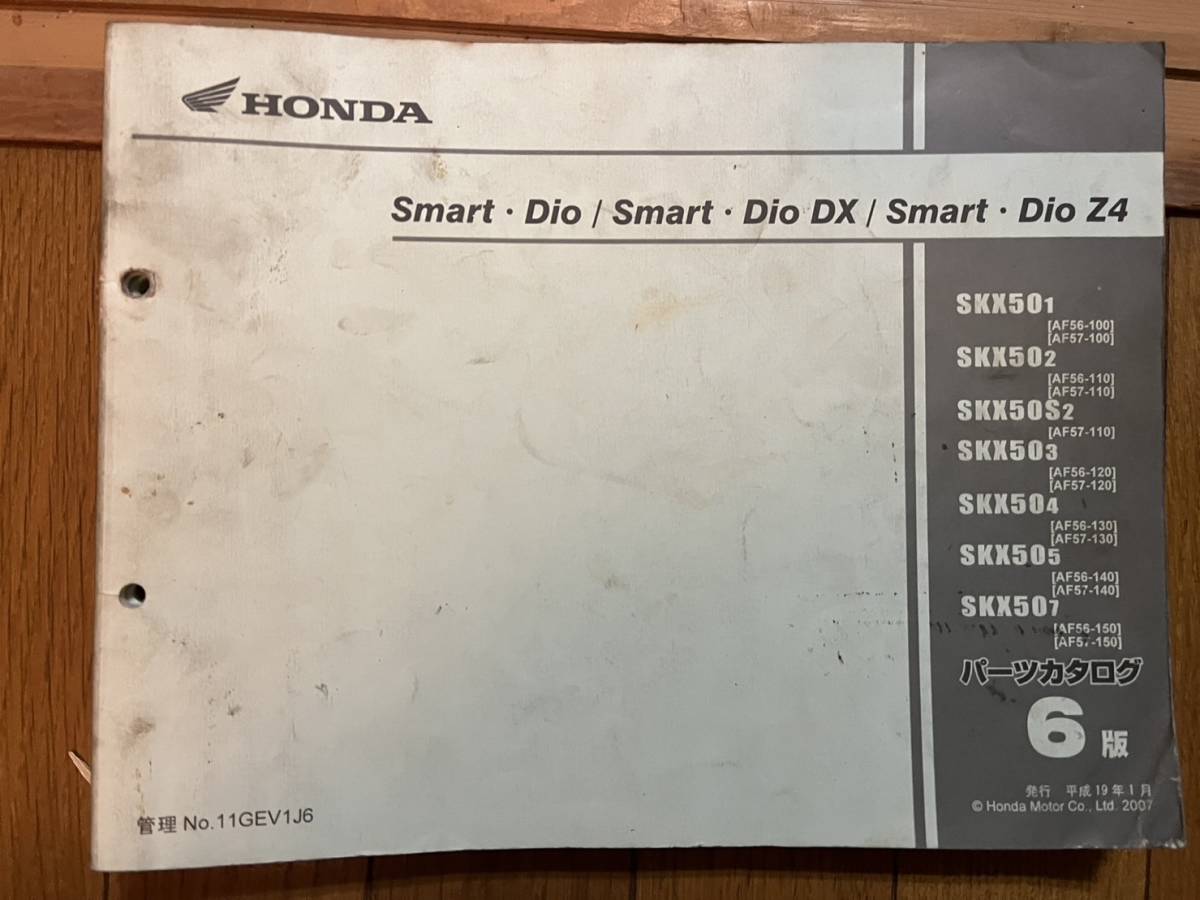 HONDA
Smart・Dio / Smart・Dio DX / Smart・Dio Z4
SKX501
[AF56-100]
[AF57-100]
SKX502
[AF56-110]
[AF57-110]
SKX50S2
[AF57-110]
SKX503
[AF56-120]
[AF57-120]
SKX504
[AF56-130]
[AF57-130]
SKX505
[AF56-140]
[AF57-140]
SKX507
[AF56-150]
[AF57-150]
パーツカタログ
6版
発行 平成19年1月
© Honda Motor Co., Ltd. 2007
管理 No.11GEV1J6